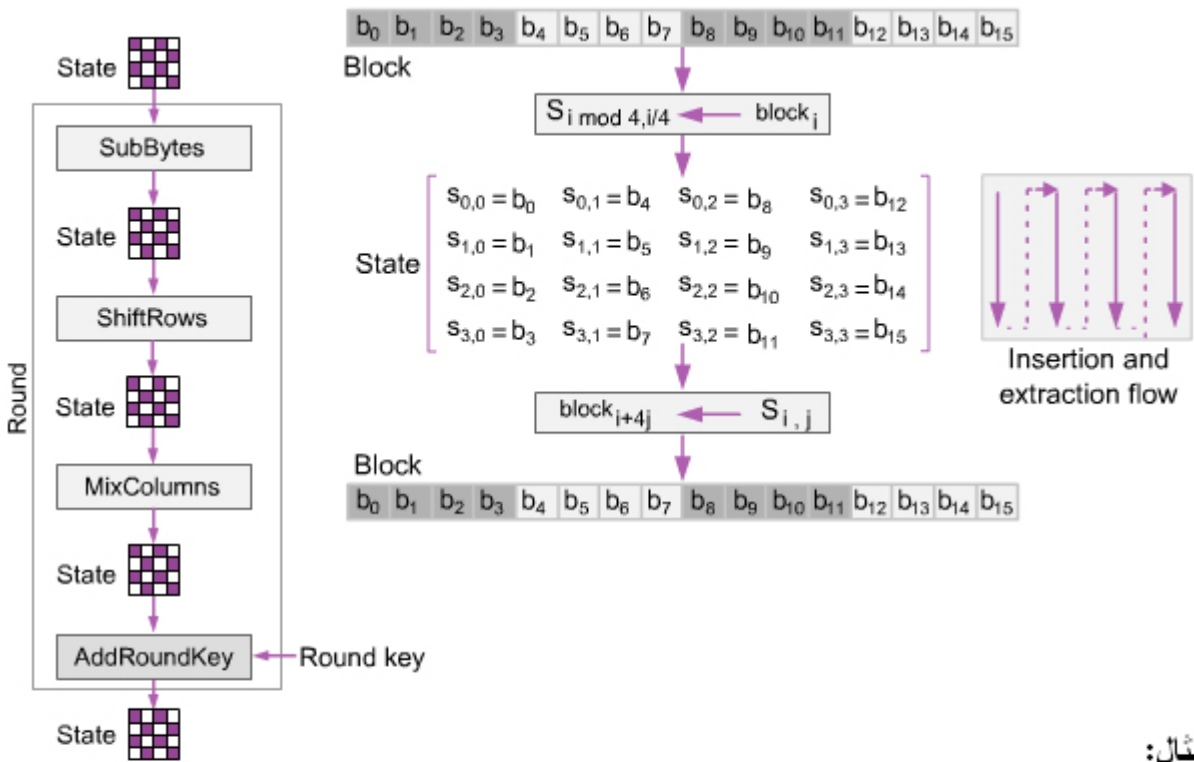 State
SubBytes
State
ShiftRows
State
MixColumns
State
AddRoundKey
Round key
State
Round
b0 b1 b2 b3 b4 b5 b6 b7 b8 b9 b10 b11 b12 b13 b14 b15
Block
S i mod 4,i/4 ← block i
State
s0,0 = b0 s0,1 = b4 s0,2 = b8 s0,3 = b12
s1,0 = b1 s1,1 = b5 s1,2 = b9 s1,3 = b13
s2,0 = b2 s2,1 = b6 s2,2 = b10 s2,3 = b14
s3,0 = b3 s3,1 = b7 s3,2 = b11 s3,3 = b15
block i+4j ← S i , j
Block
b0 b1 b2 b3 b4 b5 b6 b7 b8 b9 b10 b11 b12 b13 b14 b15
Insertion and
extraction flow